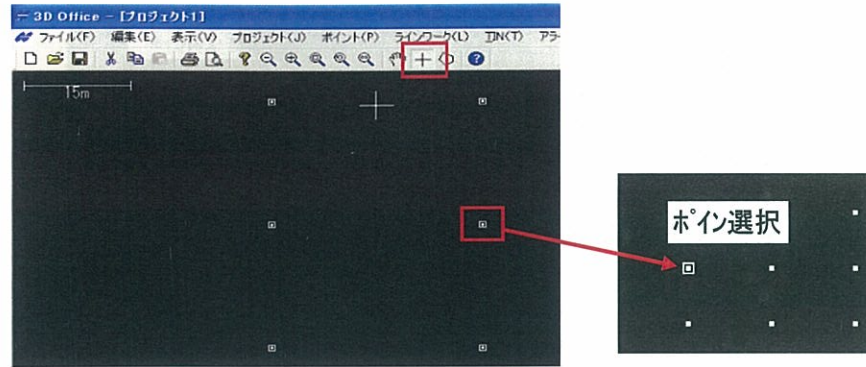 3D Office - [プロジェクト1]
ファイル(F) 編集(E) 表示(V) プロジェクト(J) ポイント(P) ラインワーク(L) TIN(T) アラ
15m
ポイン選択